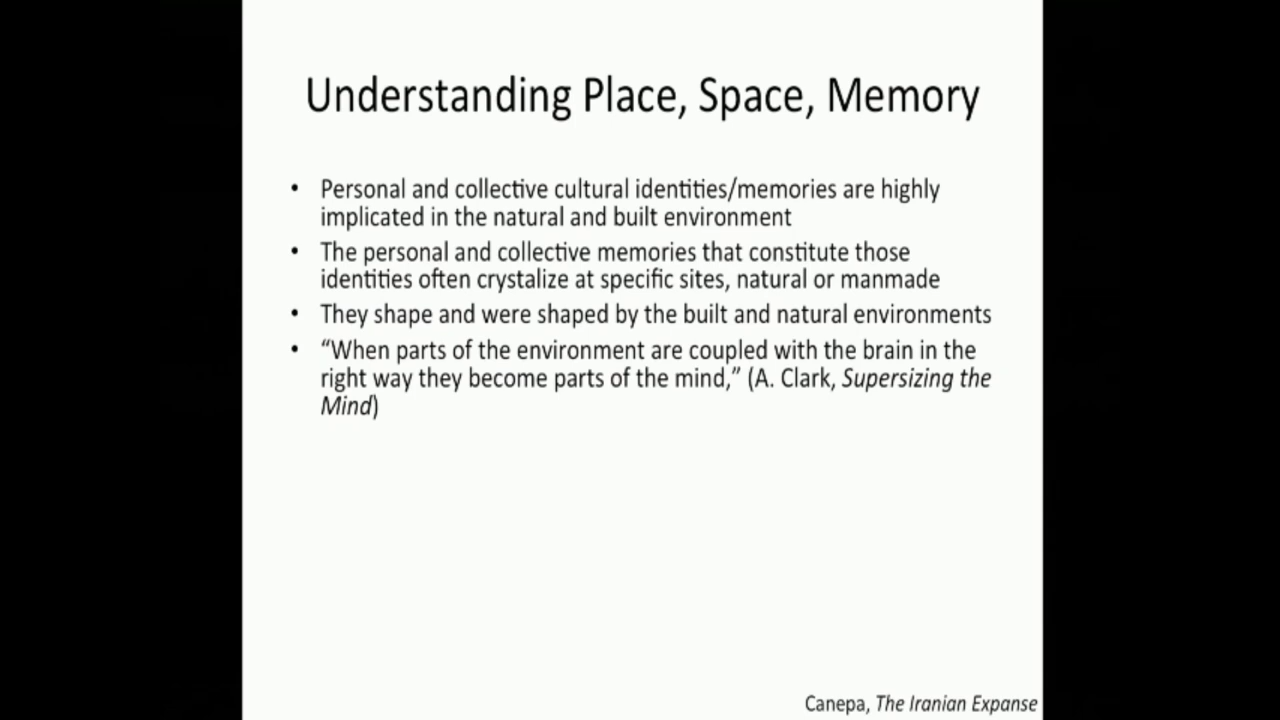 Understanding Place, Space, Memory
• Personal and collective cultural identities/memories are highly
implicated in the natural and built environment
• The personal and collective memories that constitute those
identities often crystalize at specific sites, natural or manmade
• They shape and were shaped by the built and natural environments
• “When parts of the environment are coupled with the brain in the
right way they become parts of the mind,” (A. Clark, Supersizing the
Mind)
Canepa, The Iranian Expanse